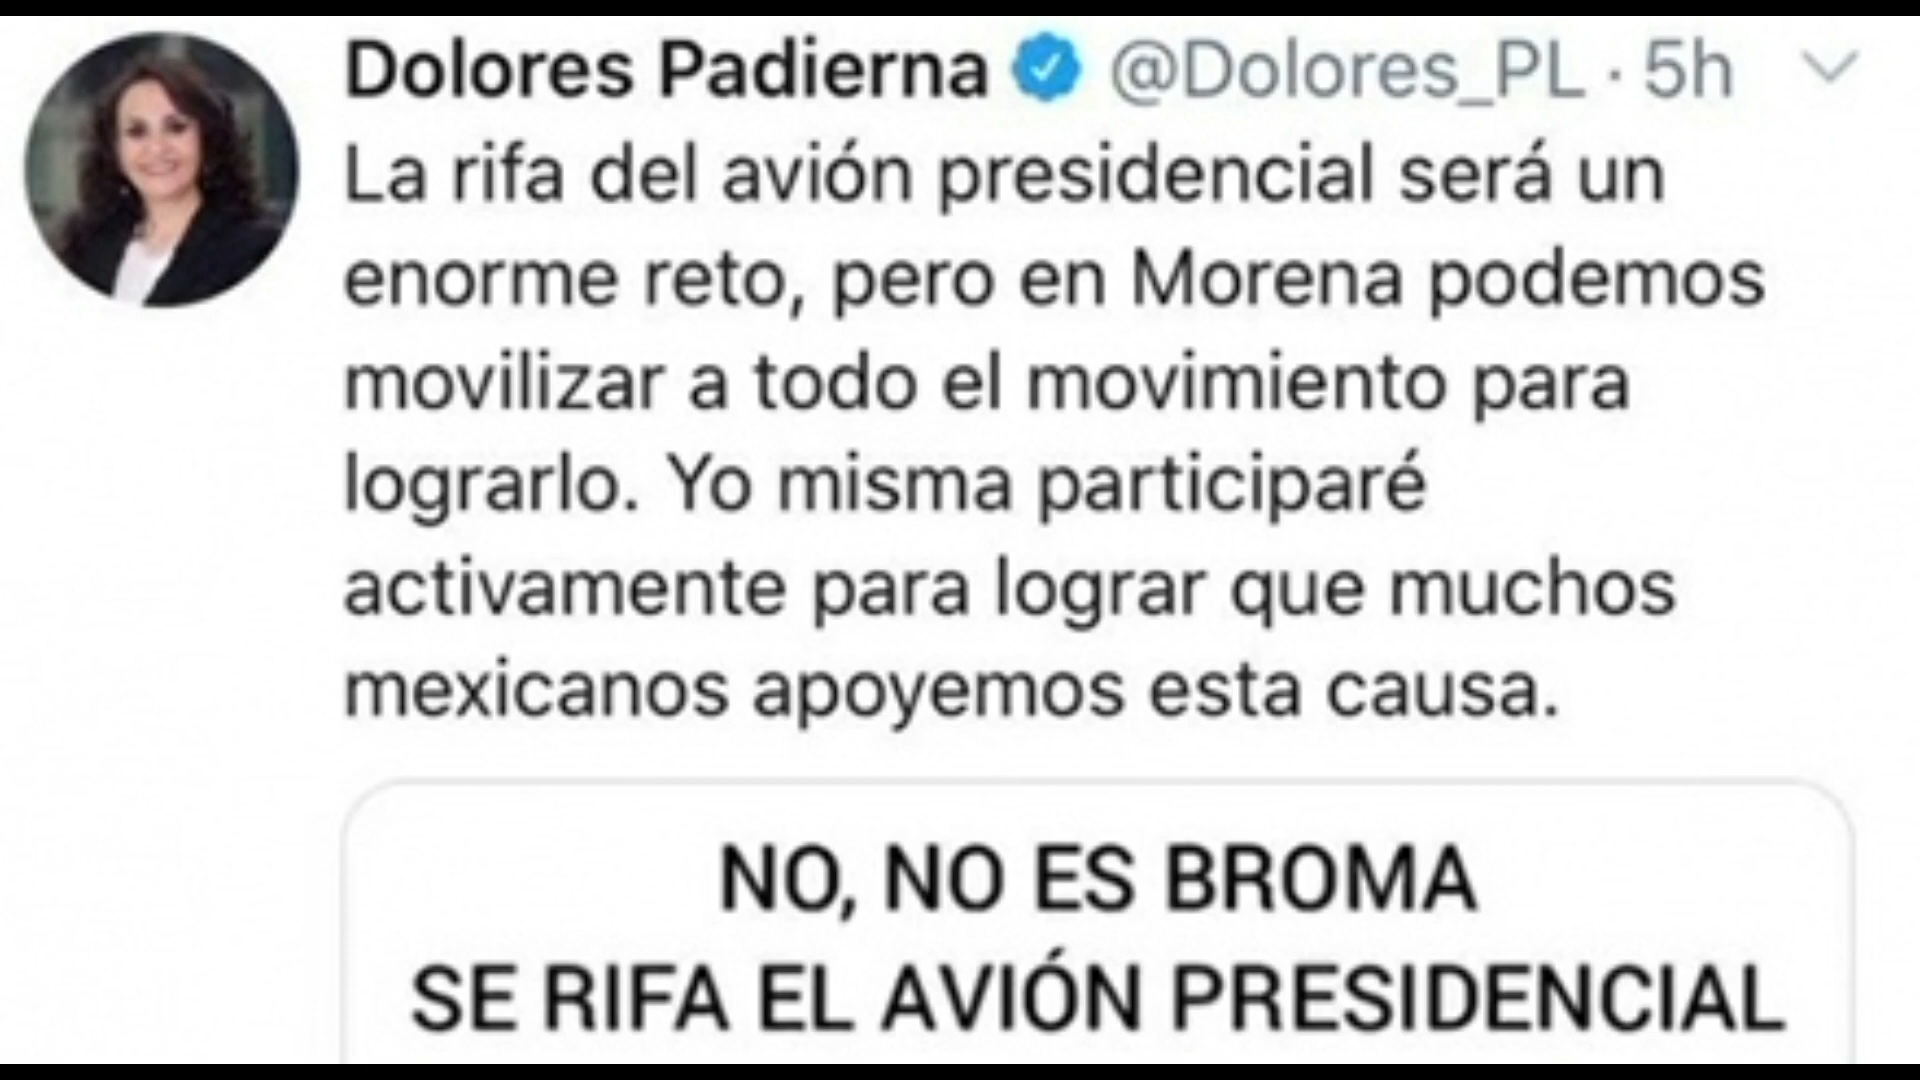 Dolores Padierna @Dolores_PL · 5h
La rifa del avión presidencial será un
enorme reto, pero en Morena podemos
movilizar a todo el movimiento para
lograrlo. Yo misma participaré
activamente para lograr que muchos
mexicanos apoyemos esta causa.
NO, NO ES BROMA
SE RIFA EL AVIÓN PRESIDENCIAL